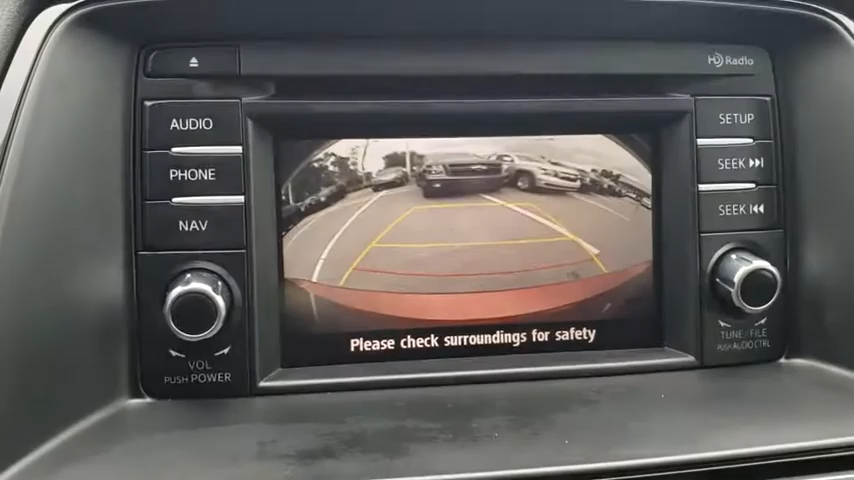 HD Radio
AUDIO
PHONE
NAV
SETUP
SEEK
SEEK
Please check surroundings for safety
VOL
PUSH POWER
TUNE/FILE
PUSH AUDIO CTRL